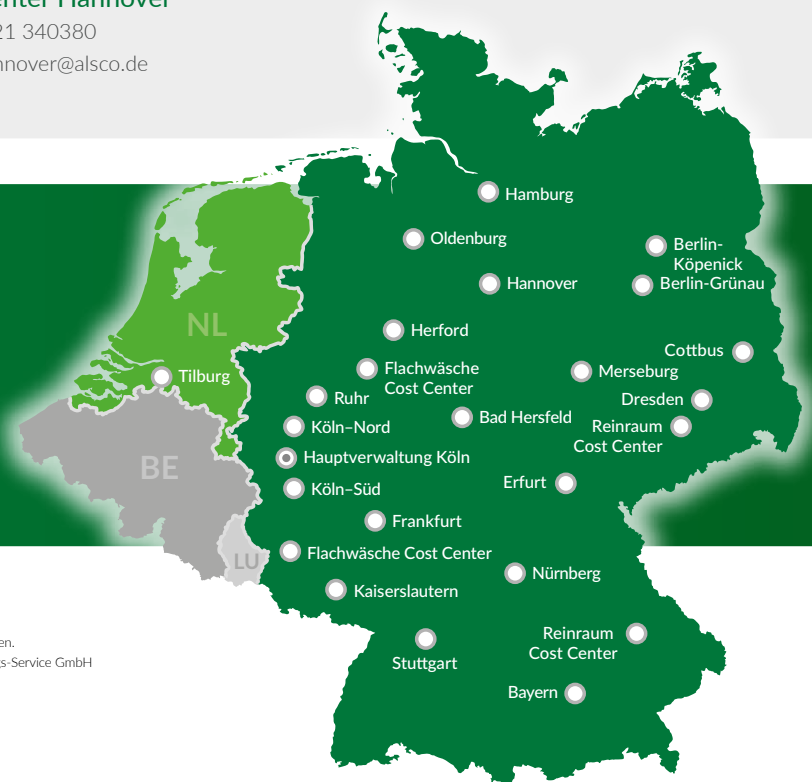 Hannover
21 340380
nnover@alsco.de
Hamburg
Oldenburg
Berlin-
Köpenick
Hannover
Berlin-Grünau
NL
Herford
Cottbus
Flachwäsche
Cost Center
Merseburg
Tilburg
Ruhr
Dresden
Bad Hersfeld
Köln–Nord
Reinraum
Cost Center
BE
Hauptverwaltung Köln
Köln–Süd
Erfurt
Frankfurt
Flachwäsche Cost Center
LU
Nürnberg
Kaiserslautern
Reinraum
Cost Center
en.
s-Service GmbH
Stuttgart
Bayern